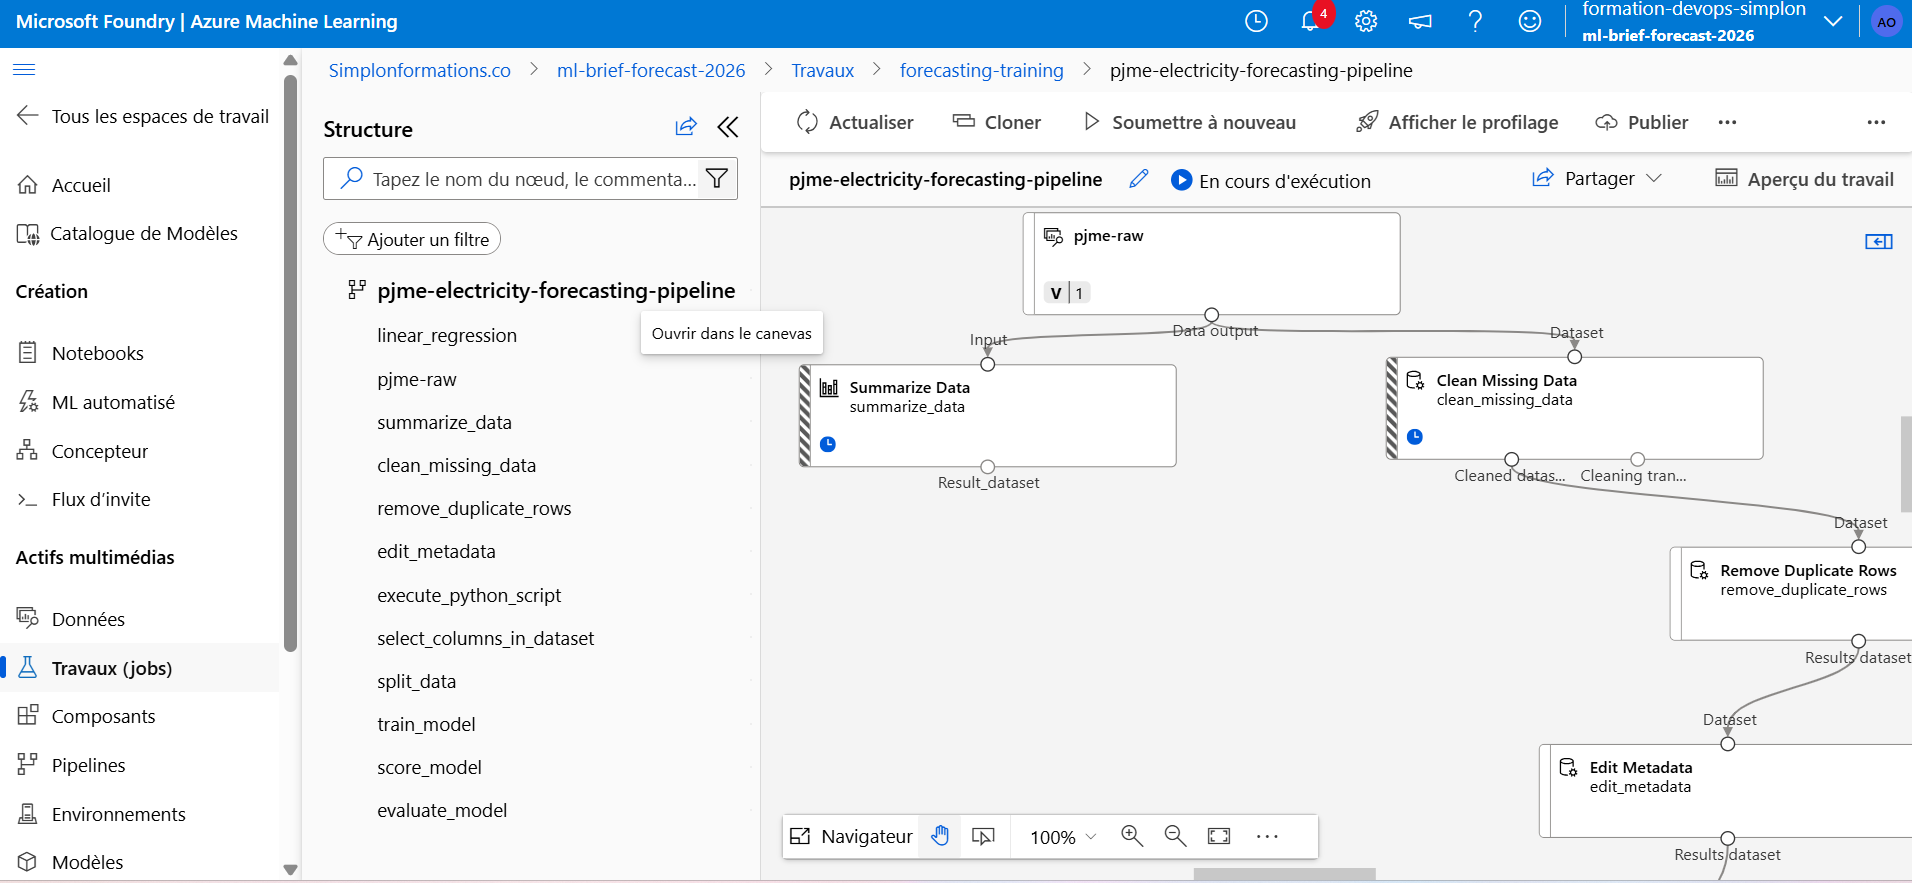 Microsoft Foundry | Azure Machine Learning
4
formation-devops-simplon
ml-brief-forecast-2026
AO
Tous les espaces de travail
Accueil
Catalogue de Modèles
Création
Notebooks
ML automatisé
Concepteur
Flux d’invite
Actifs multimédias
Données
Travaux (jobs)
Composants
Pipelines
Environnements
Modèles
Simplonformations.co > ml-brief-forecast-2026 > Travaux > forecasting-training > pjme-electricity-forecasting-pipeline
Structure
Tapez le nom du nœud, le commenta...
Ajouter un filtre
pjme-electricity-forecasting-pipeline
linear_regression
Ouvrir dans le canevas
pjme-raw
summarize_data
clean_missing_data
remove_duplicate_rows
edit_metadata
execute_python_script
select_columns_in_dataset
split_data
train_model
score_model
evaluate_model
Actualiser
Cloner
Soumettre à nouveau
Afficher le profilage
Publier
pjme-electricity-forecasting-pipeline
En cours d'exécution
Partager
Aperçu du travail
pjme-raw
V | 1
Data output
Input
Dataset
Summarize Data
summarize_data
Result_dataset
Clean Missing Data
clean_missing_data
Cleaned datas...
Cleaning tran...
Dataset
Remove Duplicate Rows
remove_duplicate_rows
Results dataset
Dataset
Edit Metadata
edit_metadata
Results dataset
Navigateur
100%